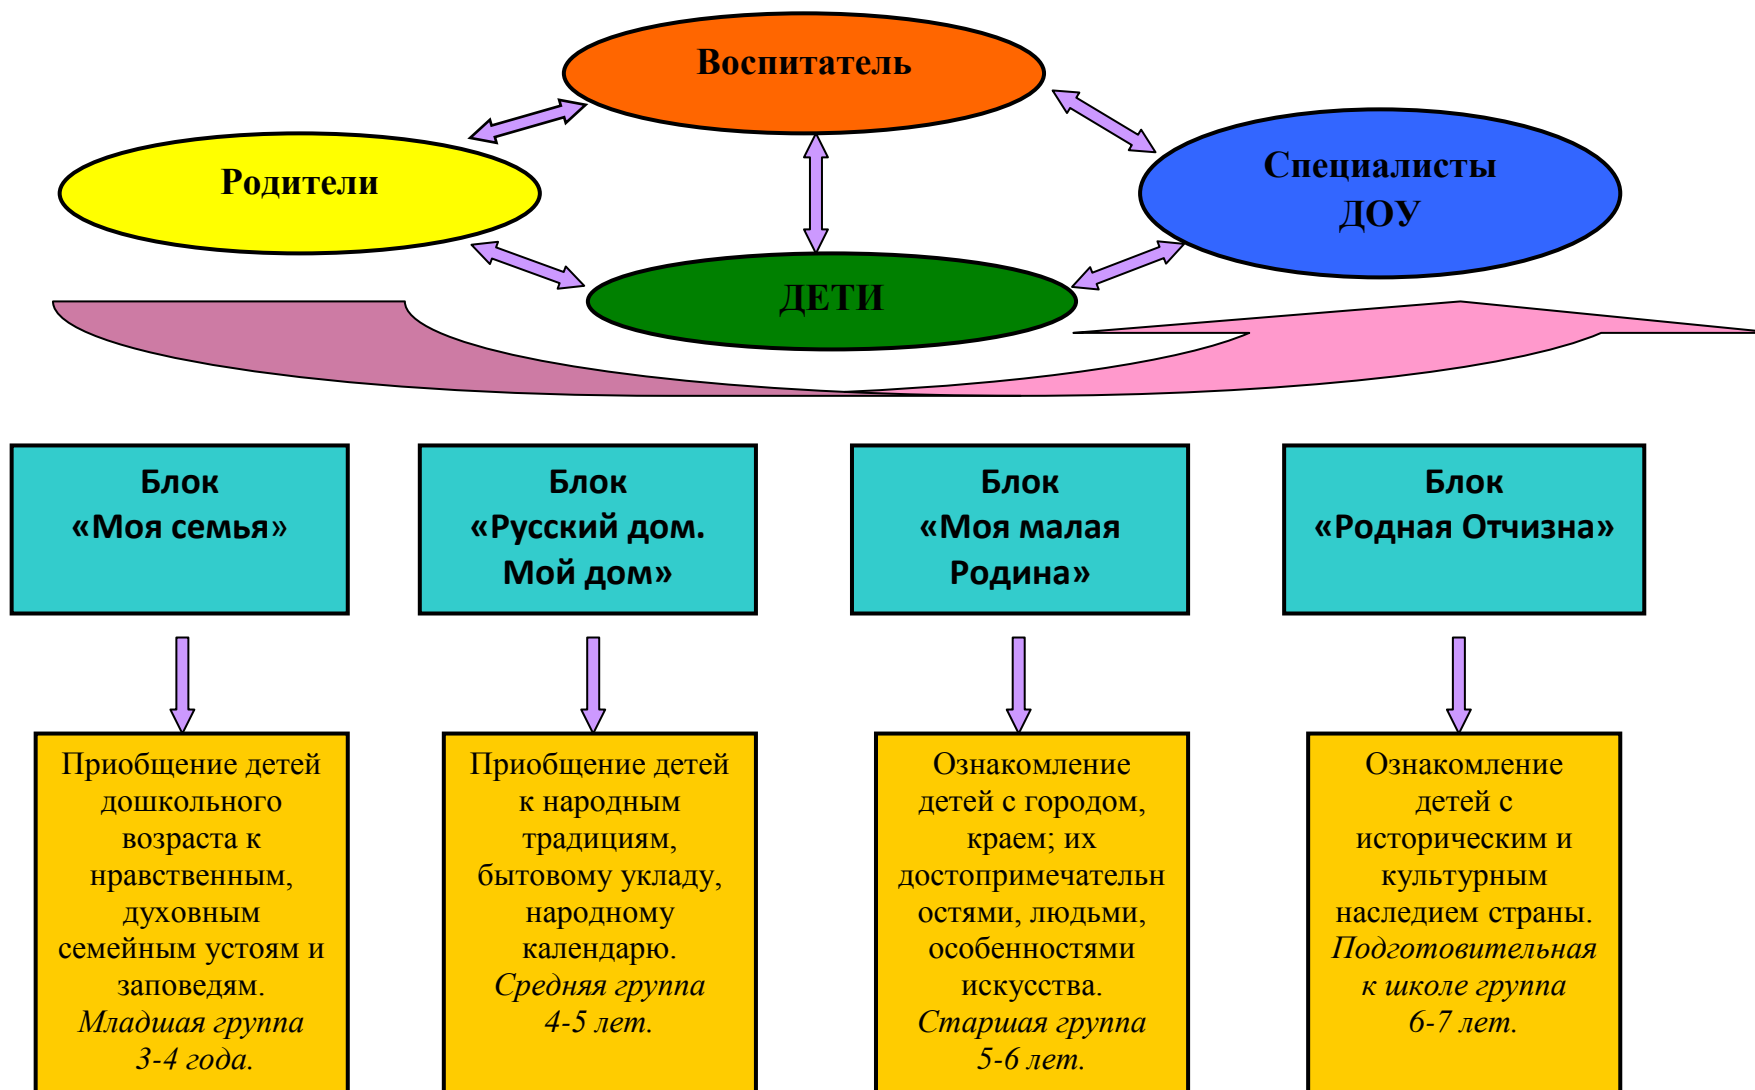 Воспитатель
Родители
Специалисты
ДОУ
ДЕТИ
Блок
«Моя семья»
Блок
«Русский дом.
Мой дом»
Блок
«Моя малая
Родина»
Блок
«Родная Отчизна»
Приобщение детей
дошкольного
возраста к
нравственным,
духовным
семейным устоям и
заповедям.
Младшая группа
3-4 года.
Приобщение детей
к народным
традициям,
бытовому укладу,
народному
календарю.
Средняя группа
4-5 лет.
Ознакомление
детей с городом,
краем; их
достопримечательн
остями, людьми,
особенностями
искусства.
Старшая группа
5-6 лет.
Ознакомление
детей с
историческим и
культурным
наследием страны.
Подготовительная
к школе группа
6-7 лет.